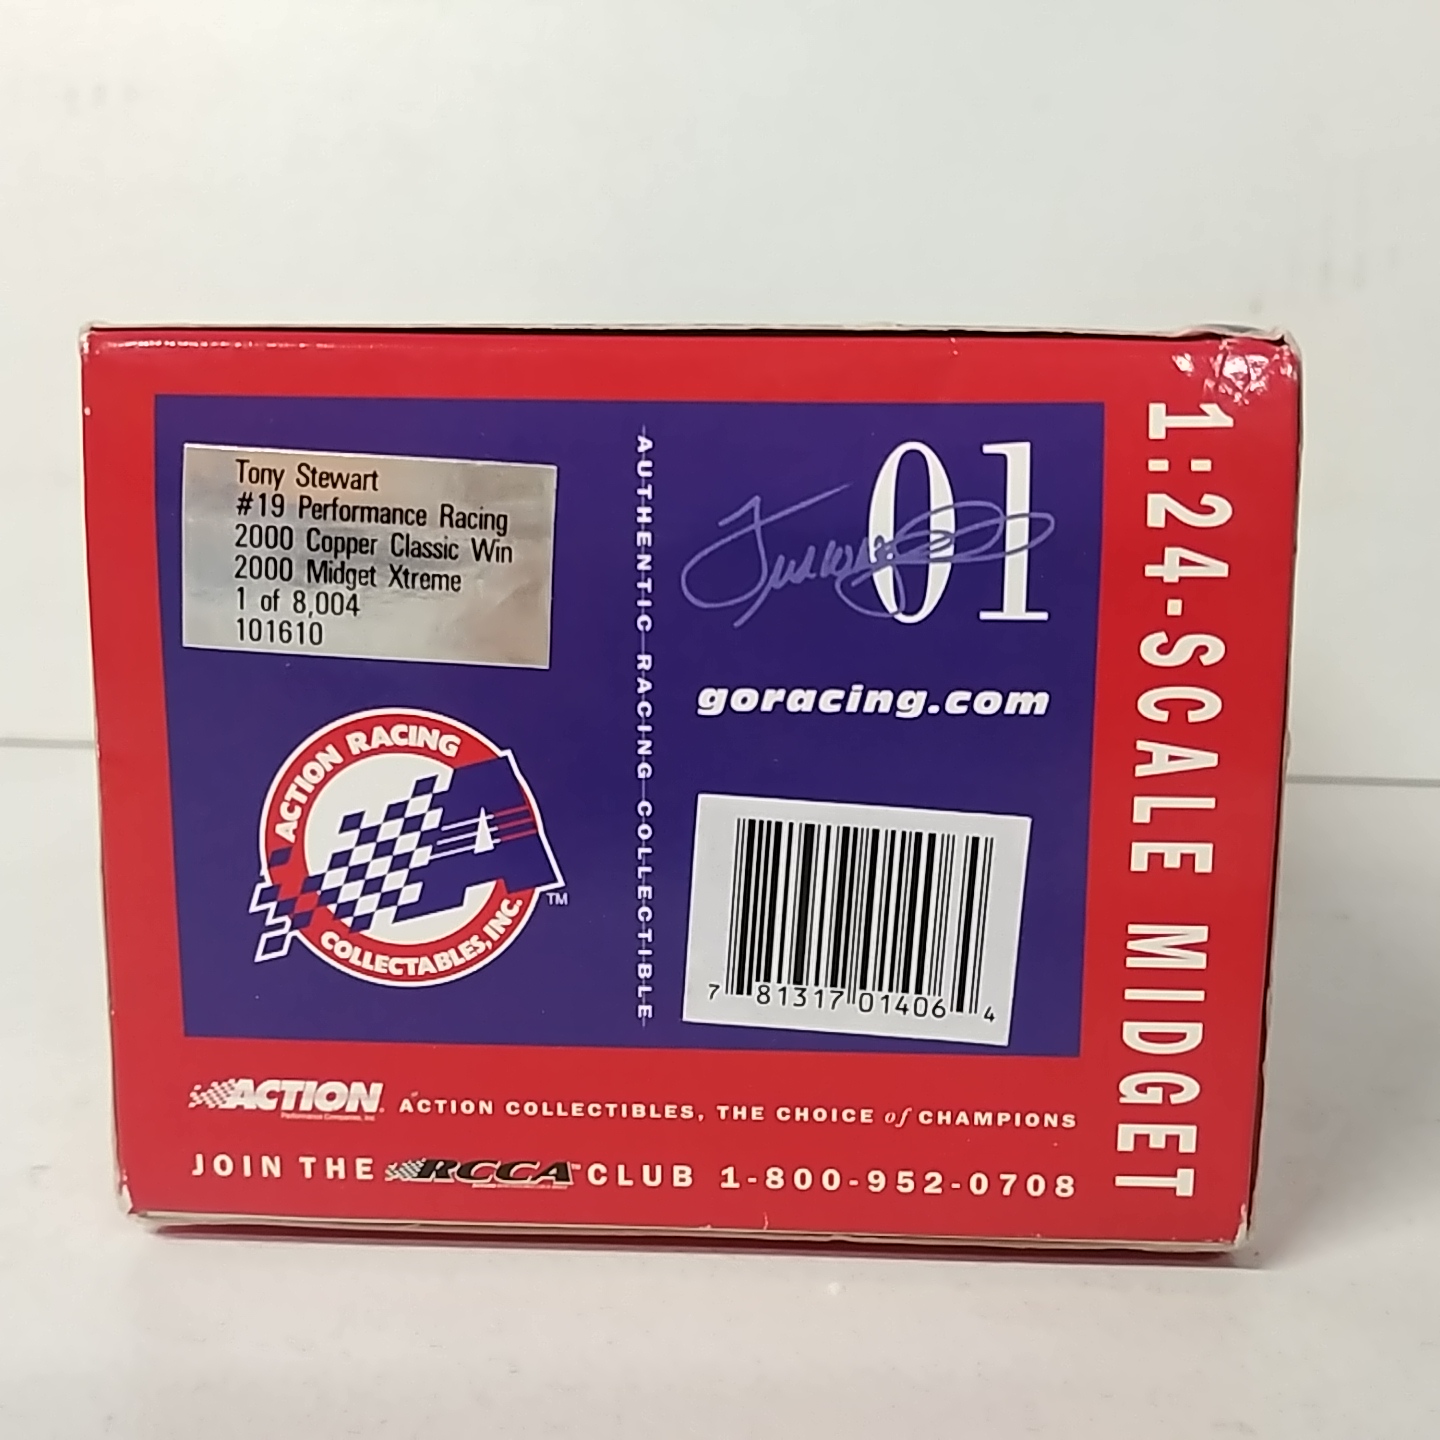 Tony Stewart
#19 Performance Racing
2000 Copper Classic Win
2000 Midget Xtreme
1 of 8,004
101610
ACTION RACING
COLLECTABLES, INC.
TM
AUTHENTIC RACING COLLECTIBLE
01
goracing.com
7 81317 01406 4
1:24-SCALE MIDGET
ACTION
ACTION COLLECTIBLES, THE CHOICE of CHAMPIONS
JOIN THE RCCA CLUB 1-800-952-0708